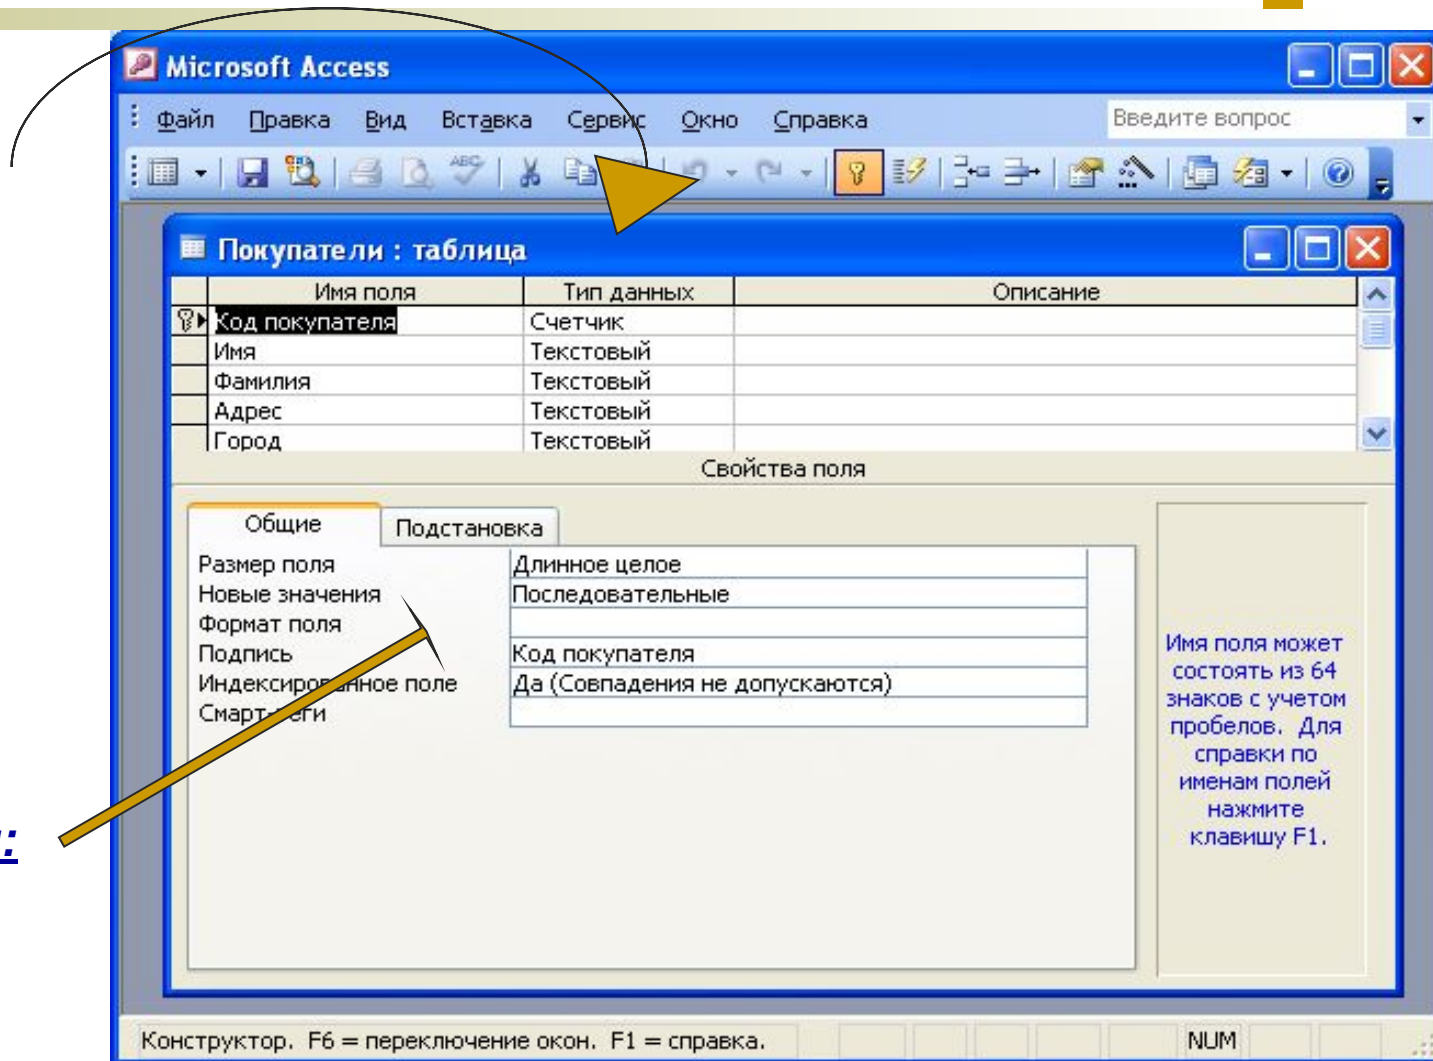 Microsoft Access
Файл Правка Вид Вставка Сервис Окно Справка Введите вопрос
ABC
Покупатели : таблица
Имя поля Тип данных Описание
Код покупателя Счетчик
Имя Текстовый
Фамилия Текстовый
Адрес Текстовый
Город Текстовый
Свойства поля
Общие Подстановка
Размер поля Длинное целое
Новые значения Последовательные
Формат поля
Подпись Код покупателя
Индексированное поле Да (Совпадения не допускаются)
Смарт-теги
Имя поля может
состоять из 64
знаков с учетом
пробелов. Для
справки по
именам полей
нажмите
клавишу F1.
Конструктор. F6 = переключение окон. F1 = справка. NUM